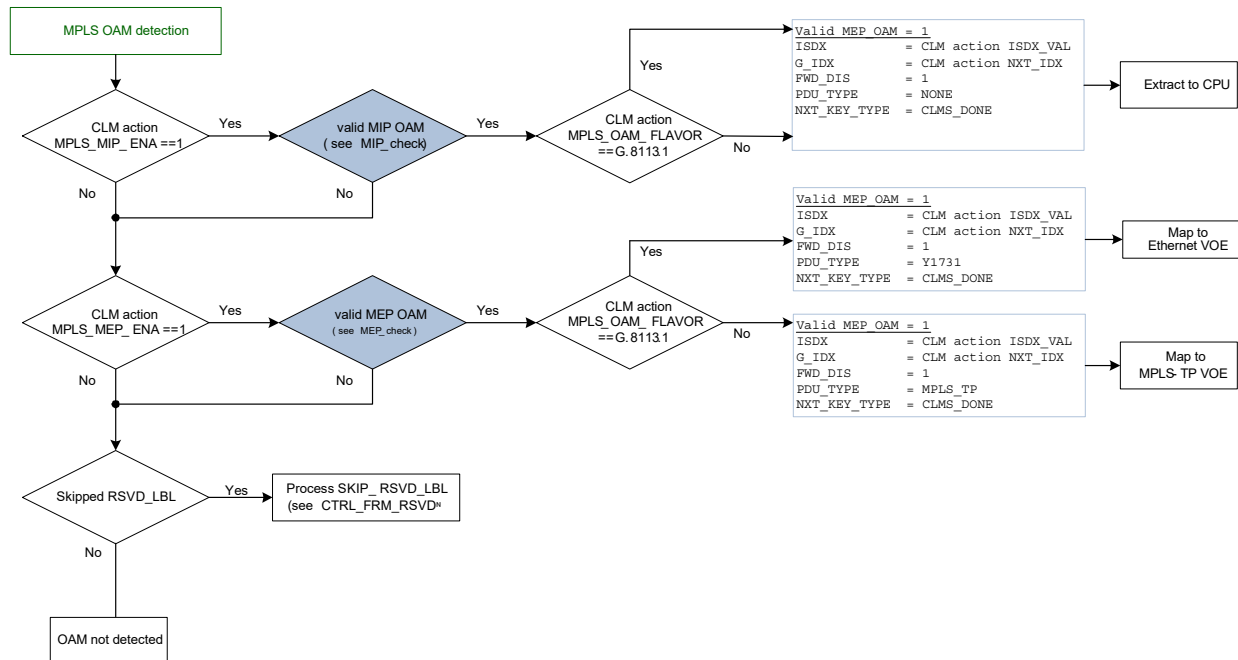 MPLS OAM detection
CLM action
MPLS_MIP_ ENA ==1
Yes
No
valid MIP OAM
( see MIP_check)
Yes
No
CLM action
MPLS_OAM_ FLAVOR
==G. 8113.1
Yes
No
Valid MEP_OAM = 1
ISDX = CLM action ISDX_VAL
G_IDX = CLM action NXT_IDX
FWD_DIS = 1
PDU_TYPE = NONE
NXT_KEY_TYPE = CLMS_DONE
Extract to CPU
CLM action
MPLS_MEP_ ENA ==1
Yes
No
valid MEP OAM
( see MEP_check )
Yes
No
CLM action
MPLS_OAM_ FLAVOR
==G. 8113.1
Yes
No
Valid MEP_OAM = 1
ISDX = CLM action ISDX_VAL
G_IDX = CLM action NXT_IDX
FWD_DIS = 1
PDU_TYPE = Y1731
NXT_KEY_TYPE = CLMS_DONE
Map to
Ethernet VOE
Valid MEP_OAM = 1
ISDX = CLM action ISDX_VAL
G_IDX = CLM action NXT_IDX
FWD_DIS = 1
PDU_TYPE = MPLS_TP
NXT_KEY_TYPE = CLMS_DONE
Map to
MPLS- TP VOE
Skipped RSVD_LBL
Yes
No
Process SKIP_ RSVD_LBL
(see CTRL_FRM_RSVDᴺ
OAM not detected